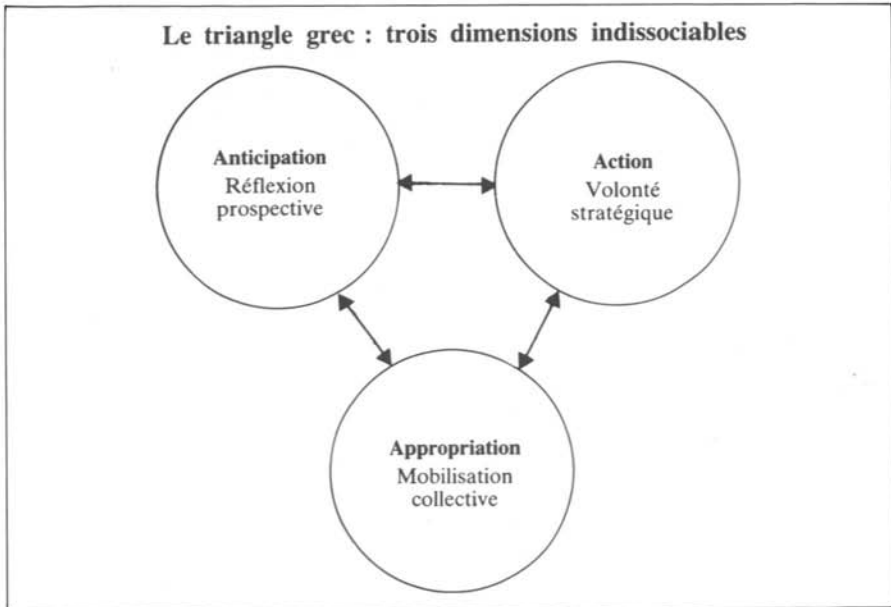 Le triangle grec : trois dimensions indissociables
Anticipation
Réflexion
prospective
Action
Volonté
stratégique
Appropriation
Mobilisation
collective